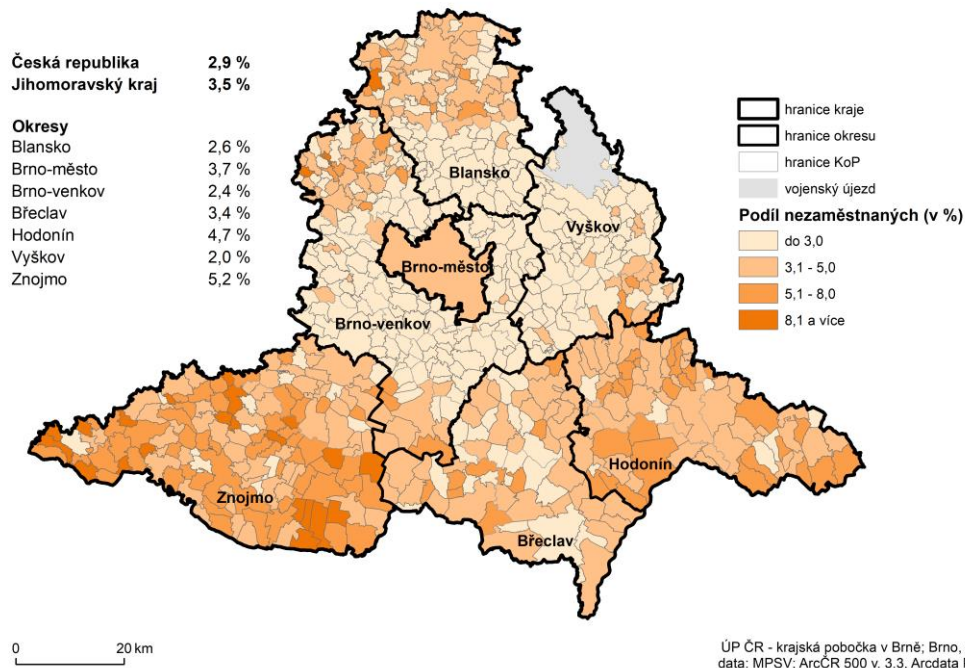 Česká republika 2,9 %
Jihomoravský kraj 3,5 %
Okresy
Blansko 2,6 %
Brno-město 3,7 %
Brno-venkov 2,4 %
Břeclav 3,4 %
Hodonín 4,7 %
Vyškov 2,0 %
Znojmo 5,2 %
hranice kraje
hranice okresu
hranice KoP
vojenský újezd
Podíl nezaměstnaných (v %)
do 3,0
3,1 - 5,0
5,1 - 8,0
8,1 a více
Blansko
Vyškov
Brno-město
Brno-venkov
Hodonín
Znojmo
Břeclav
0 20 km
ÚP ČR - krajská pobočka v Brně; Brno,
data: MPSV; ArcČR 500 v. 3.3, Arcdata